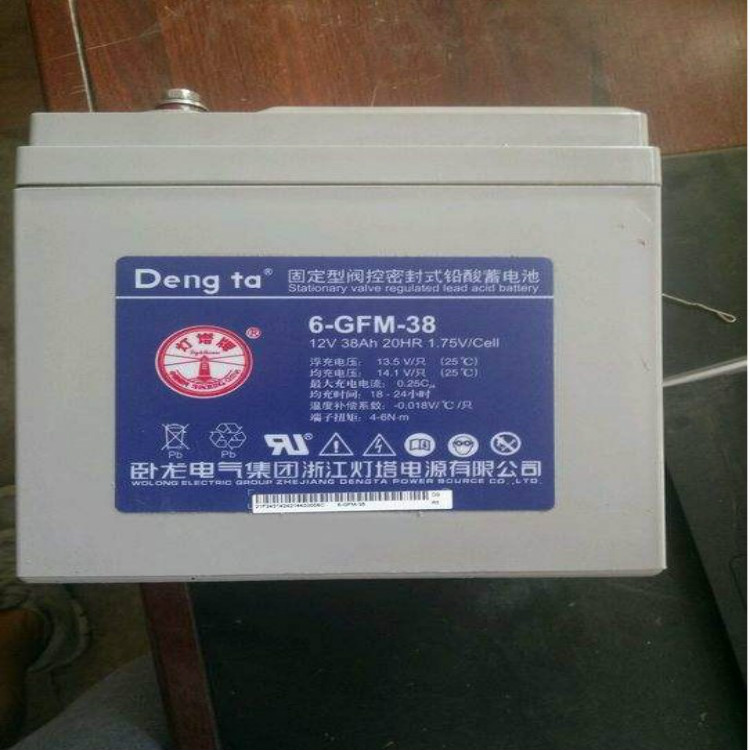 Deng ta® 固定型阀控密封式铅酸蓄电池
Stationary valve regulated lead acid battery
6-GFM-38
12V 38Ah 20HR 1.75V/Cell
灯塔牌®
浮充电压: 13.5 V/只 (25℃)
均充电压: 14.1 V/只 (25℃)
最大充电电流: 0.25C
均充时间: 18-24小时
温度补偿系数: -0.018V/℃/只
端子扭矩: 4-6N·m
Pb Pb
卧龙电气集团浙江灯塔电源有限公司
WOLONG ELECTRIC GROUP ZHEJIANG DENGTA POWER SOURCE CO.,LTD.
6-GFM-38